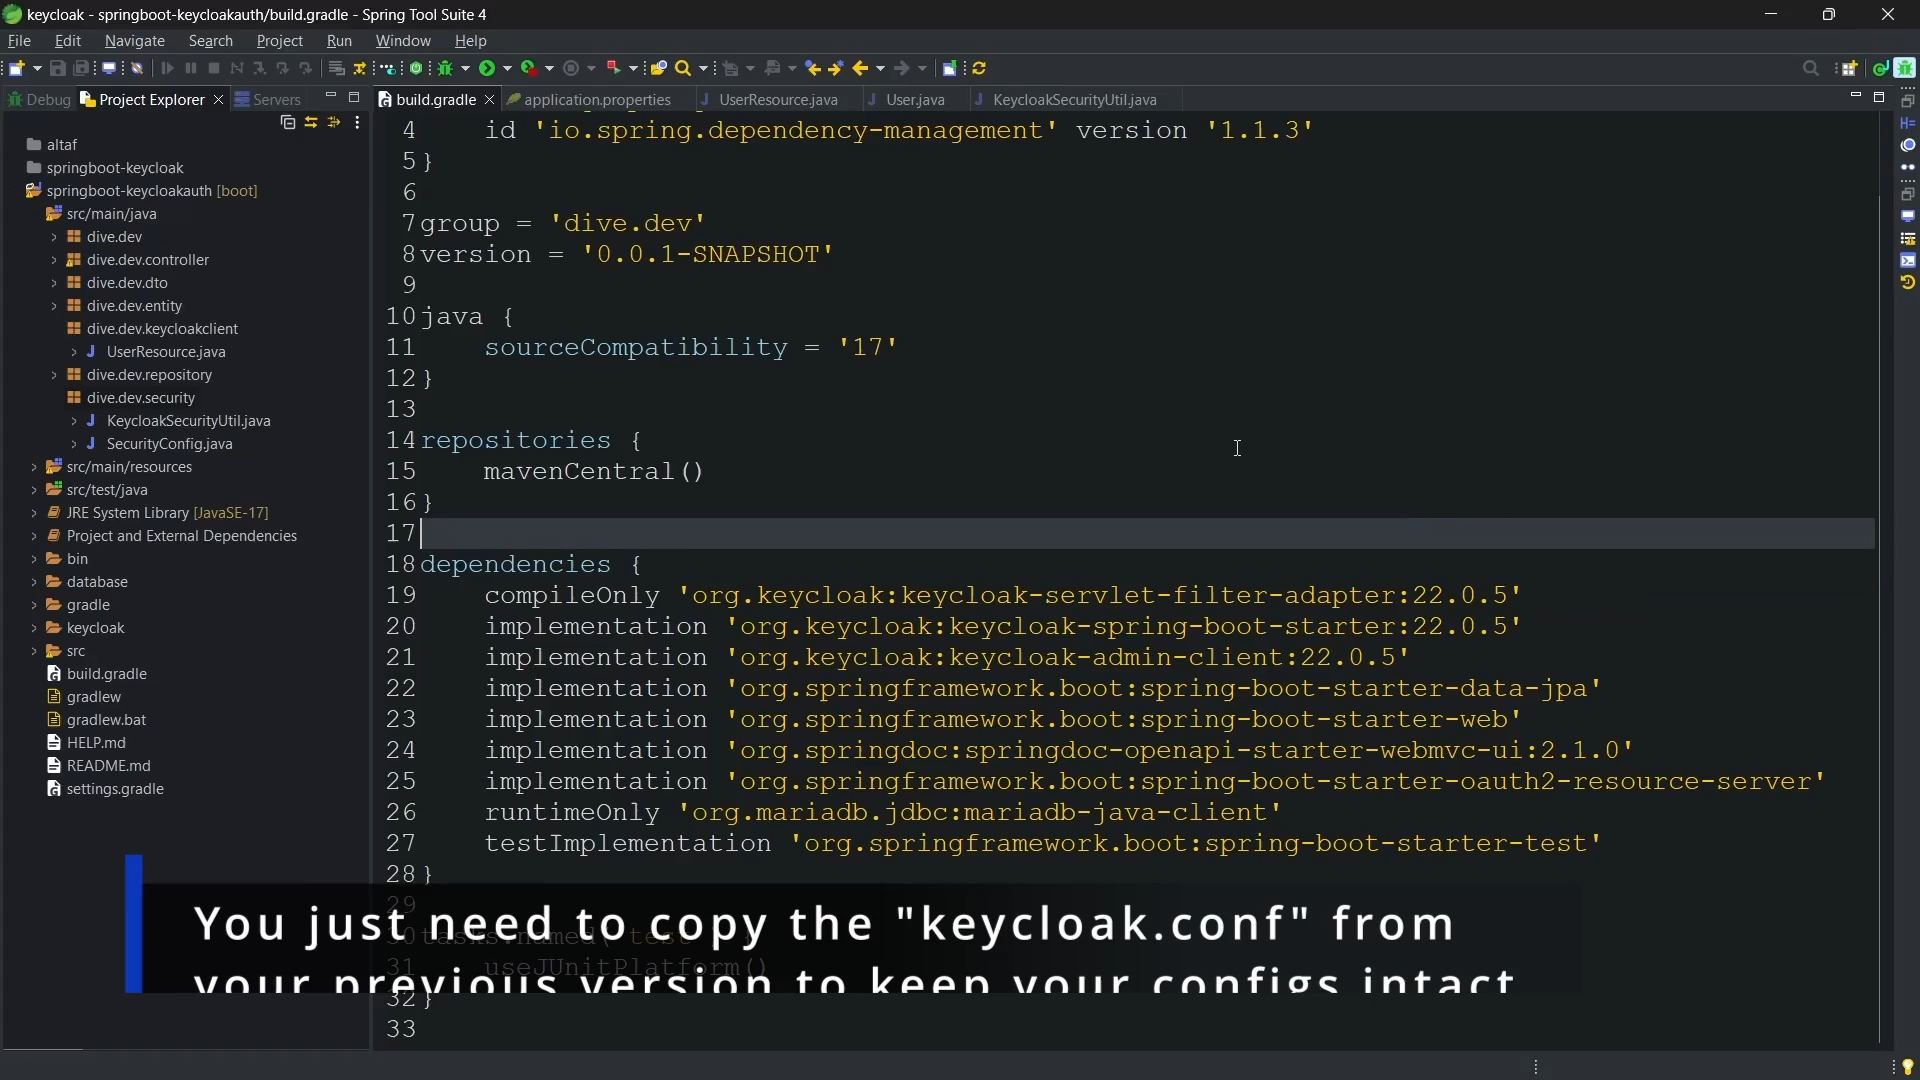 keycloak - springboot-keycloakauth/build.gradle - Spring Tool Suite 4
File Edit Navigate Search Project Run Window Help
Debug Project Explorer Servers
build.gradle application.properties UserResource.java User.java KeycloakSecurityUtil.java
altaf
springboot-keycloak
springboot-keycloakauth [boot]
src/main/java
dive.dev
dive.dev.controller
dive.dev.dto
dive.dev.entity
dive.dev.keycloakclient
UserResource.java
dive.dev.repository
dive.dev.security
KeycloakSecurityUtil.java
SecurityConfig.java
src/main/resources
src/test/java
JRE System Library [JavaSE-17]
Project and External Dependencies
bin
database
gradle
keycloak
src
build.gradle
gradlew
gradlew.bat
HELP.md
README.md
settings.gradle
4 id 'io.spring.dependency-management' version '1.1.3'
5 }
6
7 group = 'dive.dev'
8 version = '0.0.1-SNAPSHOT'
9
10 java {
11 sourceCompatibility = '17'
12 }
13
14 repositories {
15 mavenCentral()
16 }
17
18 dependencies {
19 compileOnly 'org.keycloak:keycloak-servlet-filter-adapter:22.0.5'
20 implementation 'org.keycloak:keycloak-spring-boot-starter:22.0.5'
21 implementation 'org.keycloak:keycloak-admin-client:22.0.5'
22 implementation 'org.springframework.boot:spring-boot-starter-data-jpa'
23 implementation 'org.springframework.boot:spring-boot-starter-web'
24 implementation 'org.springdoc:springdoc-openapi-starter-webmvc-ui:2.1.0'
25 implementation 'org.springframework.boot:spring-boot-starter-oauth2-resource-server'
26 runtimeOnly 'org.mariadb.jdbc:mariadb-java-client'
27 testImplementation 'org.springframework.boot:spring-boot-starter-test'
28 }
29
30 tasks.named('test') {
31 useJUnitPlatform()
32 }
33
You just need to copy the "keycloak.conf" from
your previous version to keep your configs intact